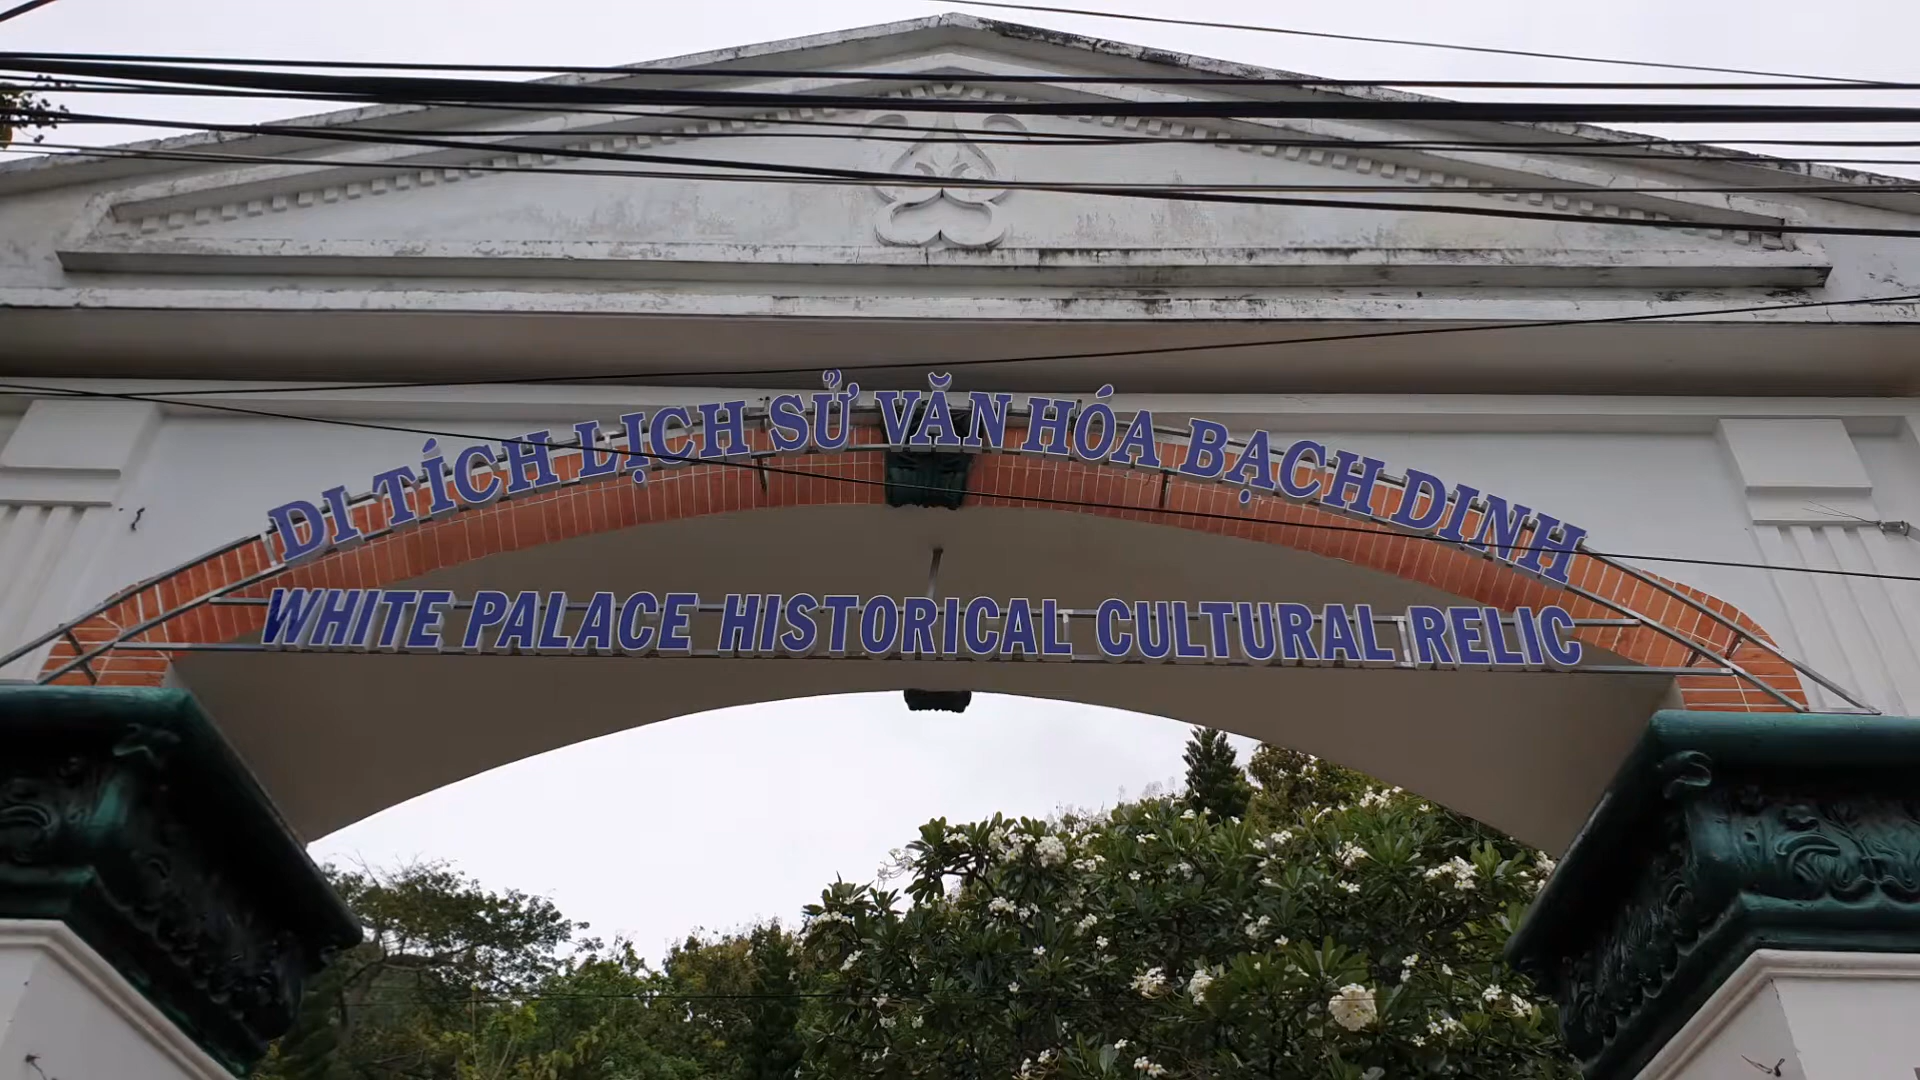 DI TÍCH LỊCH SỬ VĂN HÓA BẠCH DINH
WHITE PALACE HISTORICAL CULTURAL RELIC